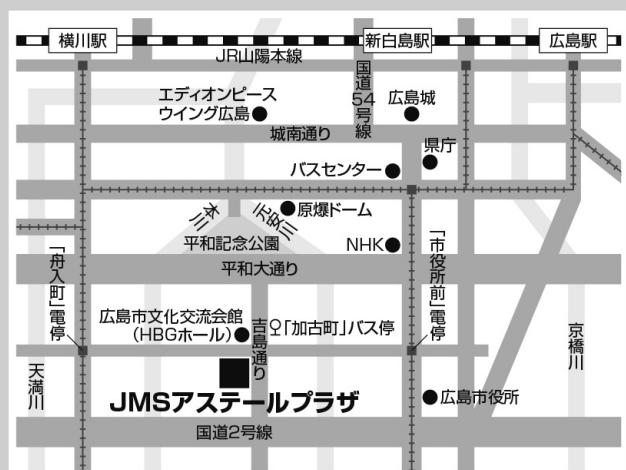 横川駅
新白島駅
広島駅
JR山陽本線
国道54号線
エディオンピース
ウイング広島
広島城
城南通り
県庁
バスセンター
本川
元安川
原爆ドーム
平和記念公園
NHK
平和大通り
「舟入町」電停
「市役所前」電停
広島市文化交流会館
(HBGホール)
吉島通り
「加古町」バス停
京橋川
天満川
JMSアステールプラザ
広島市役所
国道2号線